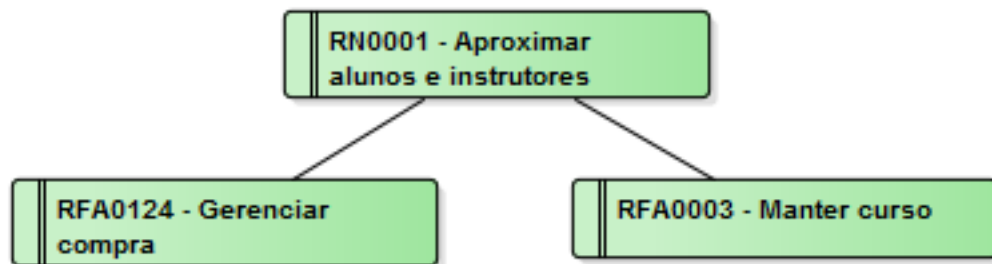 RN0001 - Aproximar
alunos e instrutores
RFA0124 - Gerenciar
compra
RFA0003 - Manter curso